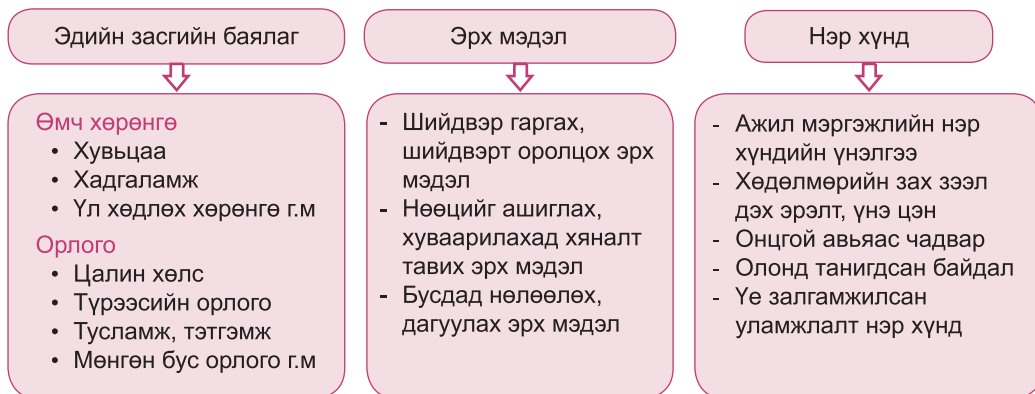 Эдийн засгийн баялаг
Өмч хөрөнгө
• Хувьцаа
• Хадгаламж
• Үл хөдлөх хөрөнгө г.м
Орлого
• Цалин хөлс
• Түрээсийн орлого
• Тусламж, тэтгэмж
• Мөнгөн бус орлого г.м
Эрх мэдэл
- Шийдвэр гаргах,
шийдвэрт оролцох эрх
мэдэл
- Нөөцийг ашиглах,
хуваарилахад хяналт
тавих эрх мэдэл
- Бусдад нөлөөлөх,
дагуулах эрх мэдэл
Нэр хүнд
- Ажил мэргэжлийн нэр
хүндийн үнэлгээ
- Хөдөлмөрийн зах зээл
дэх эрэлт, үнэ цэн
- Онцгой авьяас чадвар
- Олонд танигдсан байдал
- Үе залгамжилсан
уламжлалт нэр хүнд